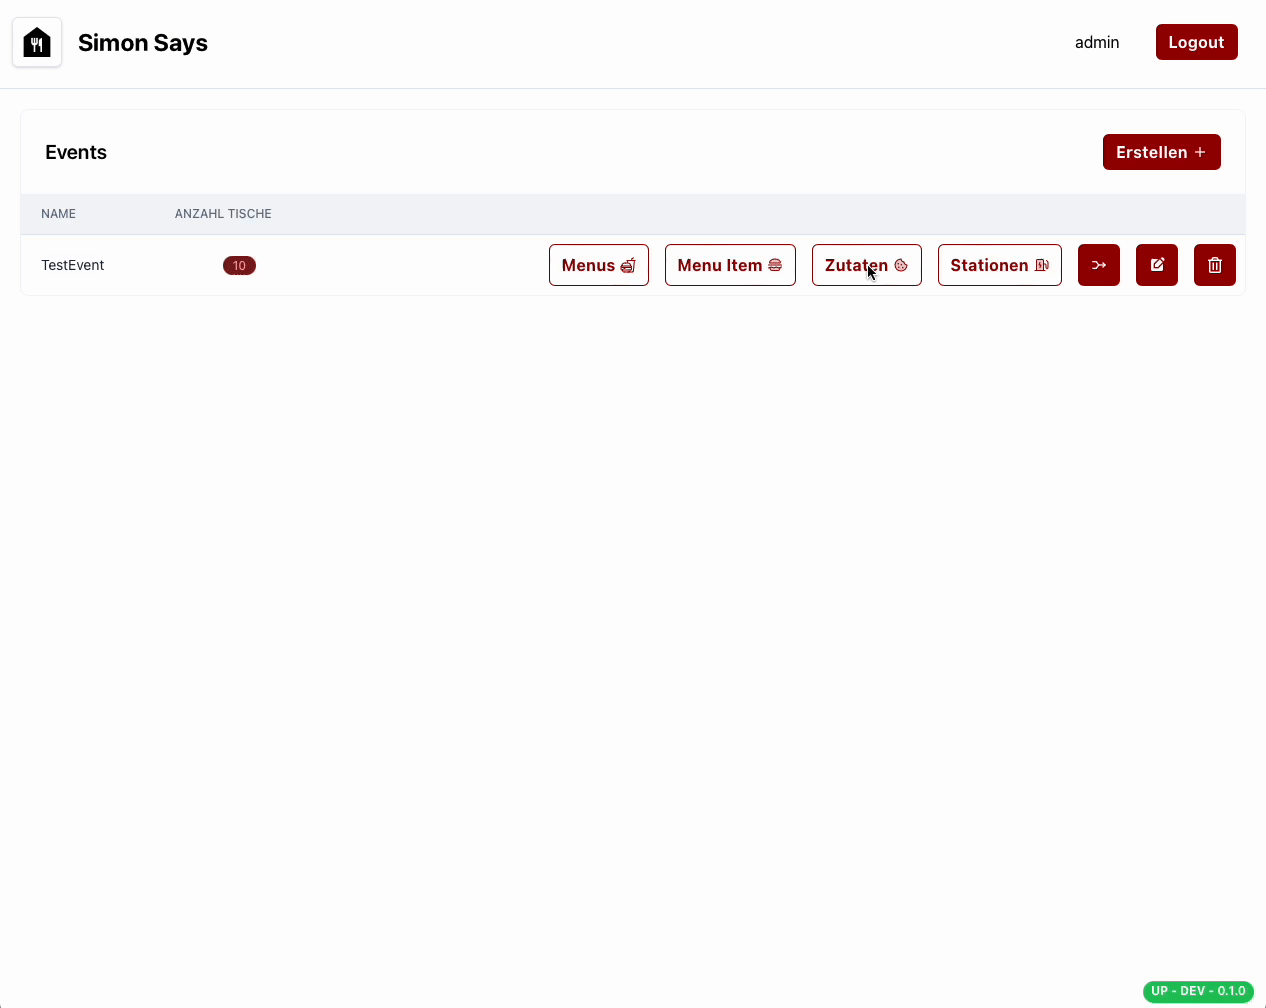 Simon Says
admin
Logout
Events
Erstellen +
NAME
ANZAHL TISCHE
TestEvent
10
Menus
Menu Item
Zutaten
Stationen
UP - DEV - 0.1.0